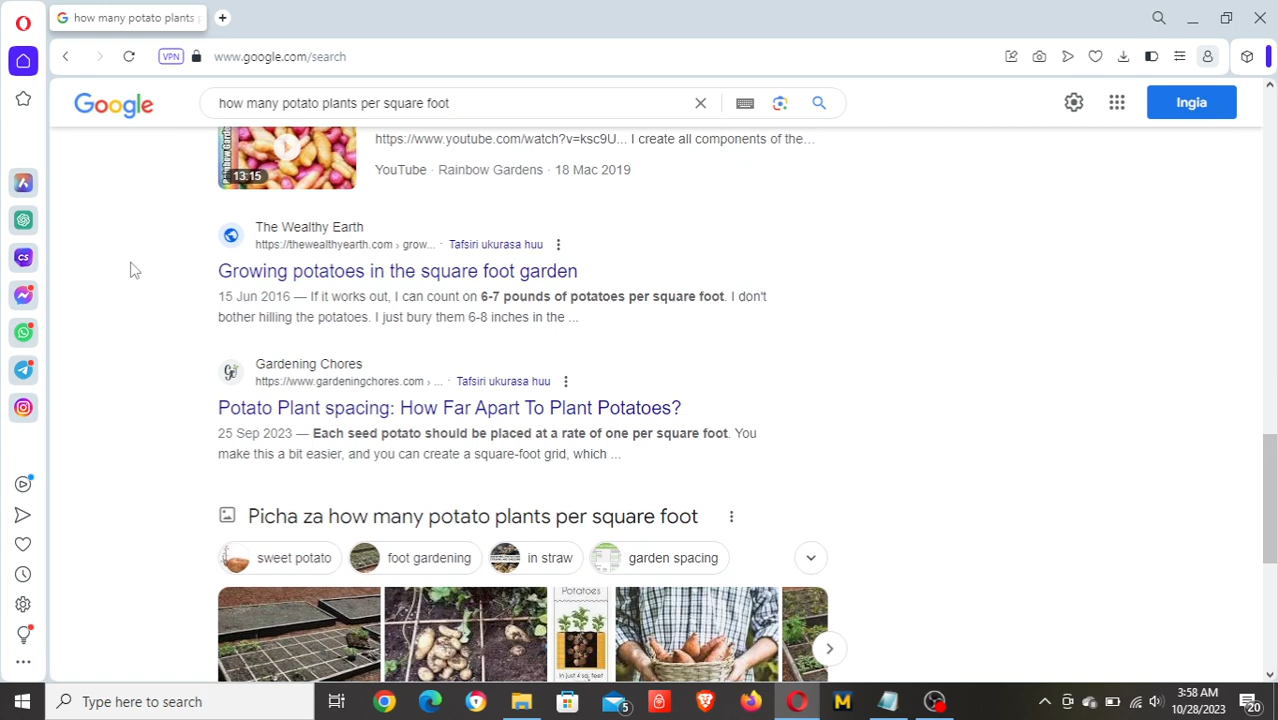 how many potato plants p
VPN
www.google.com/search
Google
how many potato plants per square foot
Ingia
https://www.youtube.com/watch?v=ksc9U... I create all components of the...
13:15
YouTube · Rainbow Gardens · 18 Mac 2019
The Wealthy Earth
https://thewealthyearth.com › grow... · Tafsiri ukurasa huu
Growing potatoes in the square foot garden
15 Jun 2016 — If it works out, I can count on 6-7 pounds of potatoes per square foot. I don't
bother hilling the potatoes. I just bury them 6-8 inches in the ...
Gardening Chores
https://www.gardeningchores.com › ... · Tafsiri ukurasa huu
Potato Plant spacing: How Far Apart To Plant Potatoes?
25 Sep 2023 — Each seed potato should be placed at a rate of one per square foot. You
make this a bit easier, and you can create a square-foot grid, which ...
Picha za how many potato plants per square foot
sweet potato
foot gardening
in straw
garden spacing
Potatoes
in just 4 sq. feet
Type here to search
5
3:58 AM
10/28/2023
20